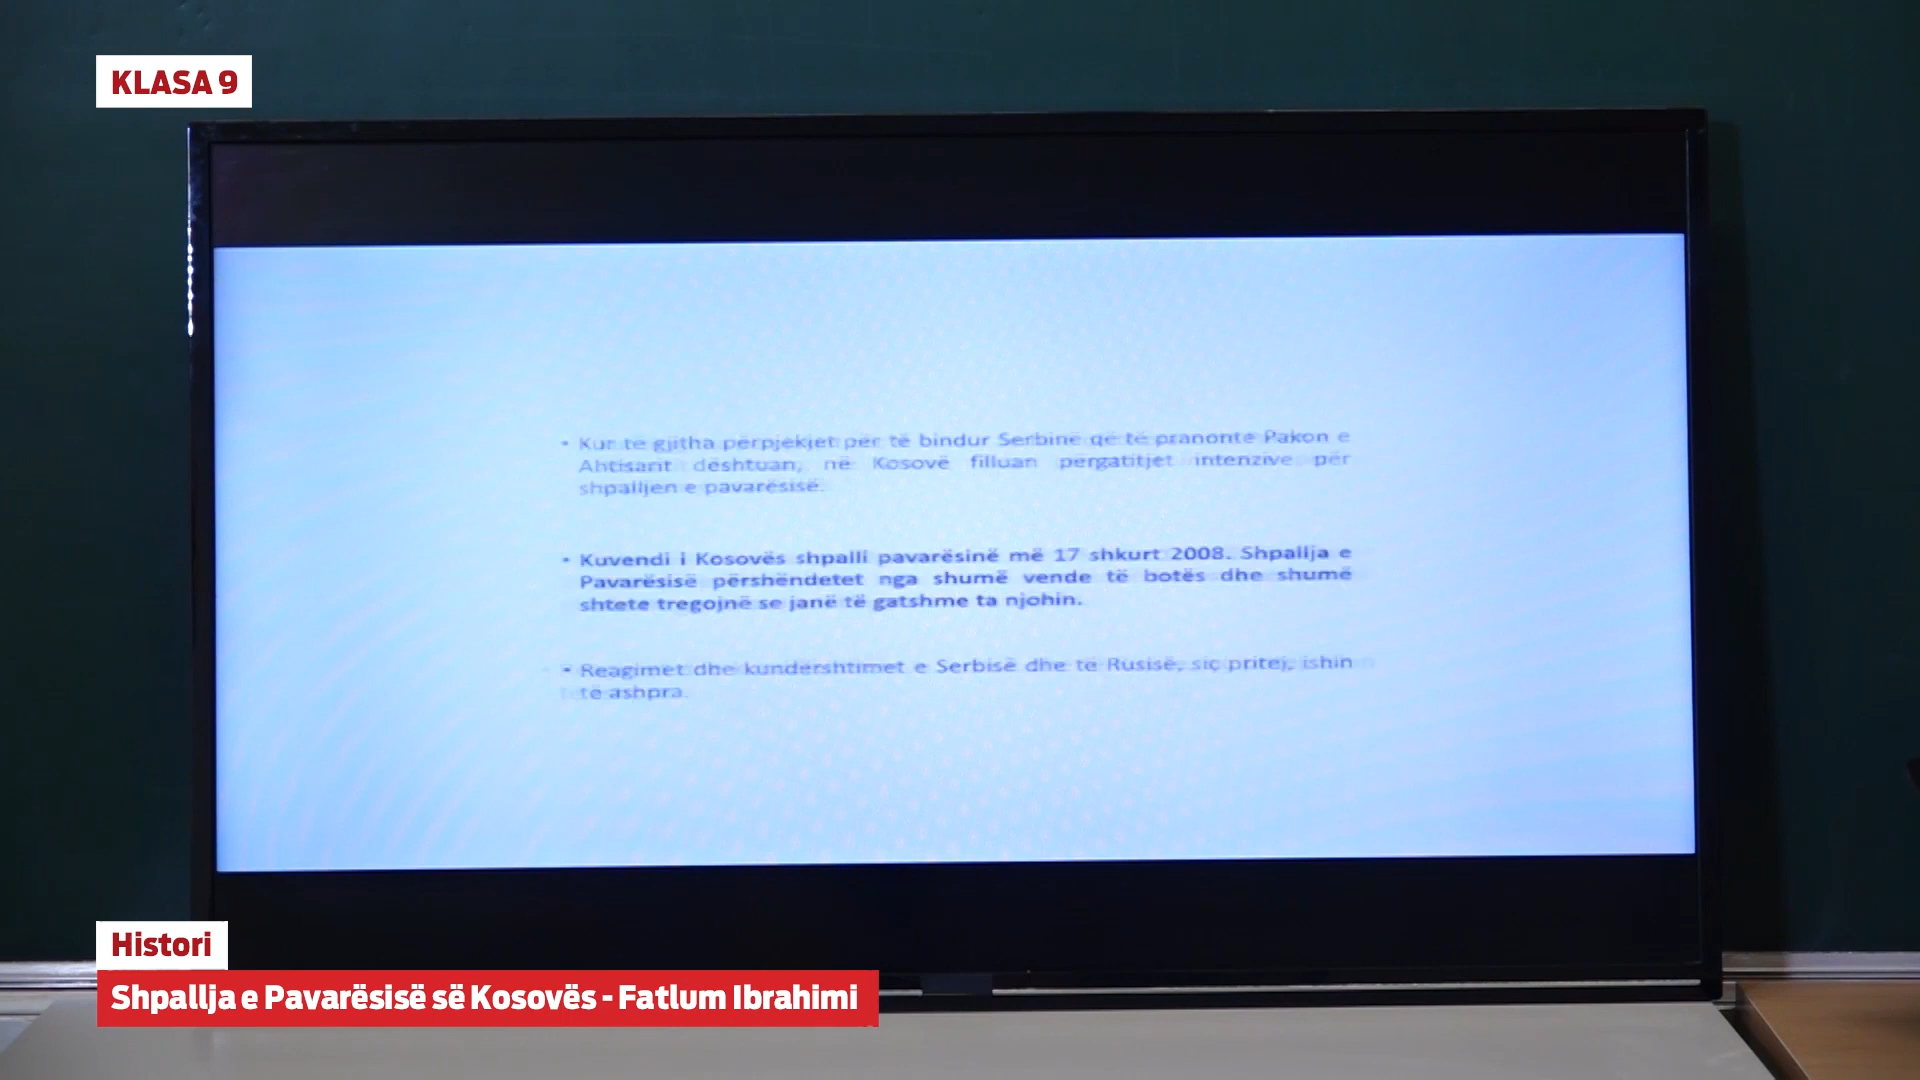 KLASA 9
• Kur të gjitha përpjekjet për të bindur Serbinë që të pranonte Pakon e
Ahtisarit dështuan, në Kosovë filluan përgatitjet intenzive për
shpalljen e pavarësisë.
• Kuvendi i Kosovës shpalli pavarësinë më 17 shkurt 2008. Shpallja e
Pavarësisë përshëndetet nga shumë vende të botës dhe shumë
shtete tregojnë se janë të gatshme ta njohin.
• Reagimet dhe kundërshtimet e Serbisë dhe të Rusisë, siç pritej, ishin
të ashpra.
Histori
Shpallja e Pavarësisë së Kosovës - Fatlum Ibrahimi